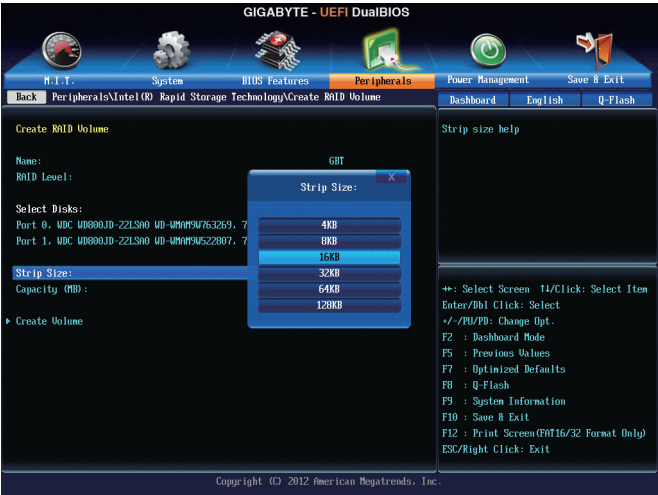 GIGABYTE - UEFI DualBIOS
M.I.T.
System
BIOS Features
Peripherals
Power Management
Save & Exit
Back Peripherals\Intel(R) Rapid Storage Technology\Create RAID Volume
Dashboard
English
Q-Flash
Create RAID Volume
Name: GBT
RAID Level:
Select Disks:
Port 0, WDC WD800JD-22LSA0 WD-WMAM9W763269, 7
Port 1, WDC WD800JD-22LSA0 WD-WMAM9W522807, 7
Strip Size:
Capacity (MB) :
Create Volume
X
Strip Size:
4KB
8KB
16KB
32KB
64KB
128KB
Strip size help
↔: Select Screen ↑↓/Click: Select Item
Enter/Dbl Click: Select
+/-/PU/PD: Change Opt.
F2 : Dashboard Mode
F5 : Previous Values
F7 : Optimized Defaults
F8 : Q-Flash
F9 : System Information
F10 : Save & Exit
F12 : Print Screen(FAT16/32 Format Only)
ESC/Right Click: Exit
Copyright (C) 2012 American Megatrends, Inc.